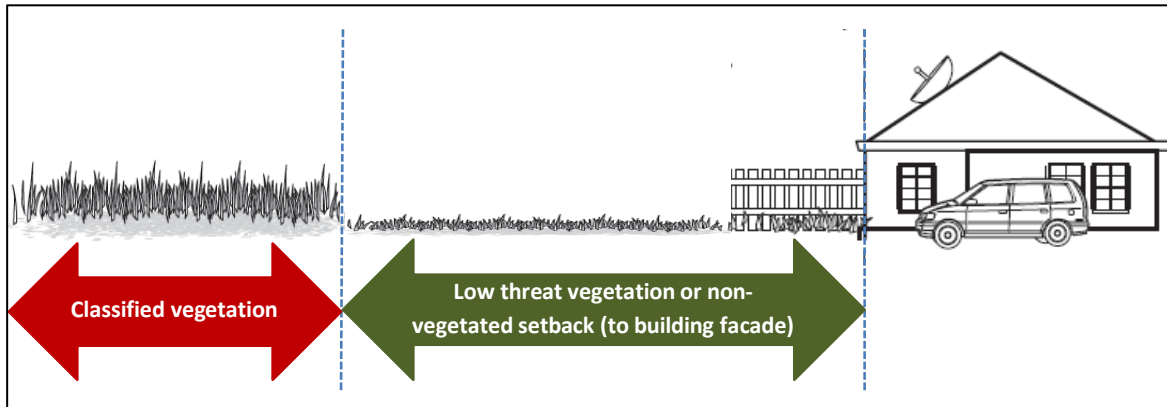 Classified vegetation
Low threat vegetation or non-
vegetated setback (to building facade)